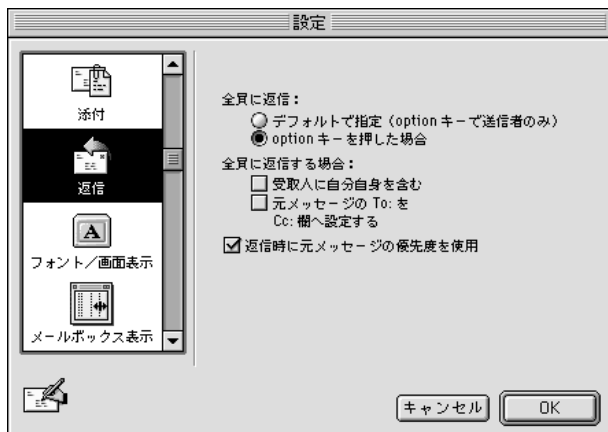 設定
添付
返信
フォント／画面表示
メールボックス表示
全員に返信：
デフォルトで指定（option キーで送信者のみ）
option キーを押した場合
全員に返信する場合：
受取人に自分自身を含む
元メッセージの To: を
Cc: 欄へ設定する
返信時に元メッセージの優先度を使用
キャンセル
OK